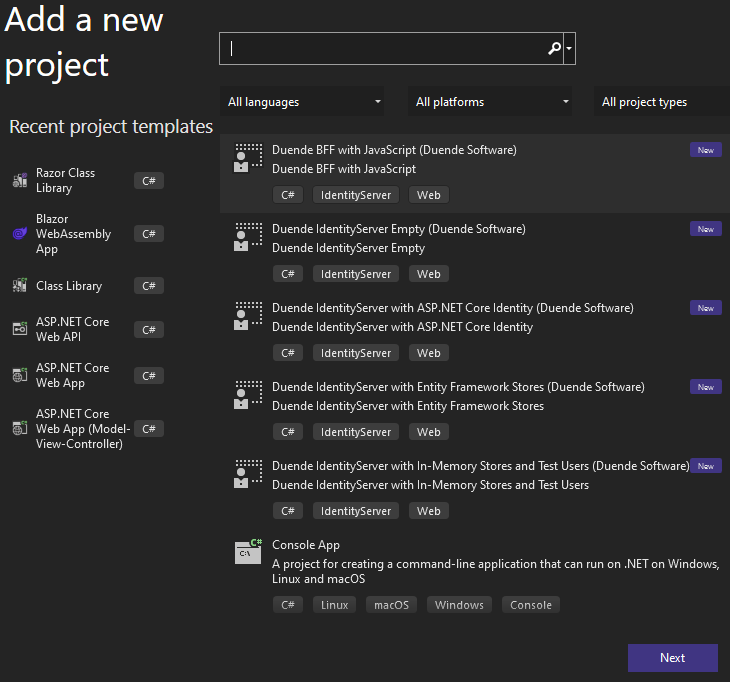 Add a new
project
All languages
All platforms
All project types
Recent project templates
Razor Class
Library
C#
Blazor
WebAssembly
App
C#
Class Library
C#
ASP.NET Core
Web API
C#
ASP.NET Core
Web App
C#
ASP.NET Core
Web App (Model-
View-Controller)
C#
Duende BFF with JavaScript (Duende Software)
New
Duende BFF with JavaScript
C# IdentityServer Web
Duende IdentityServer Empty (Duende Software)
New
Duende IdentityServer Empty
C# IdentityServer Web
Duende IdentityServer with ASP.NET Core Identity (Duende Software)
New
Duende IdentityServer with ASP.NET Core Identity
C# IdentityServer Web
Duende IdentityServer with Entity Framework Stores (Duende Software)
New
Duende IdentityServer with Entity Framework Stores
C# IdentityServer Web
Duende IdentityServer with In-Memory Stores and Test Users (Duende Software)
New
Duende IdentityServer with In-Memory Stores and Test Users
C# IdentityServer Web
C#
C:\
Console App
A project for creating a command-line application that can run on .NET on Windows,
Linux and macOS
C# Linux macOS Windows Console
Next